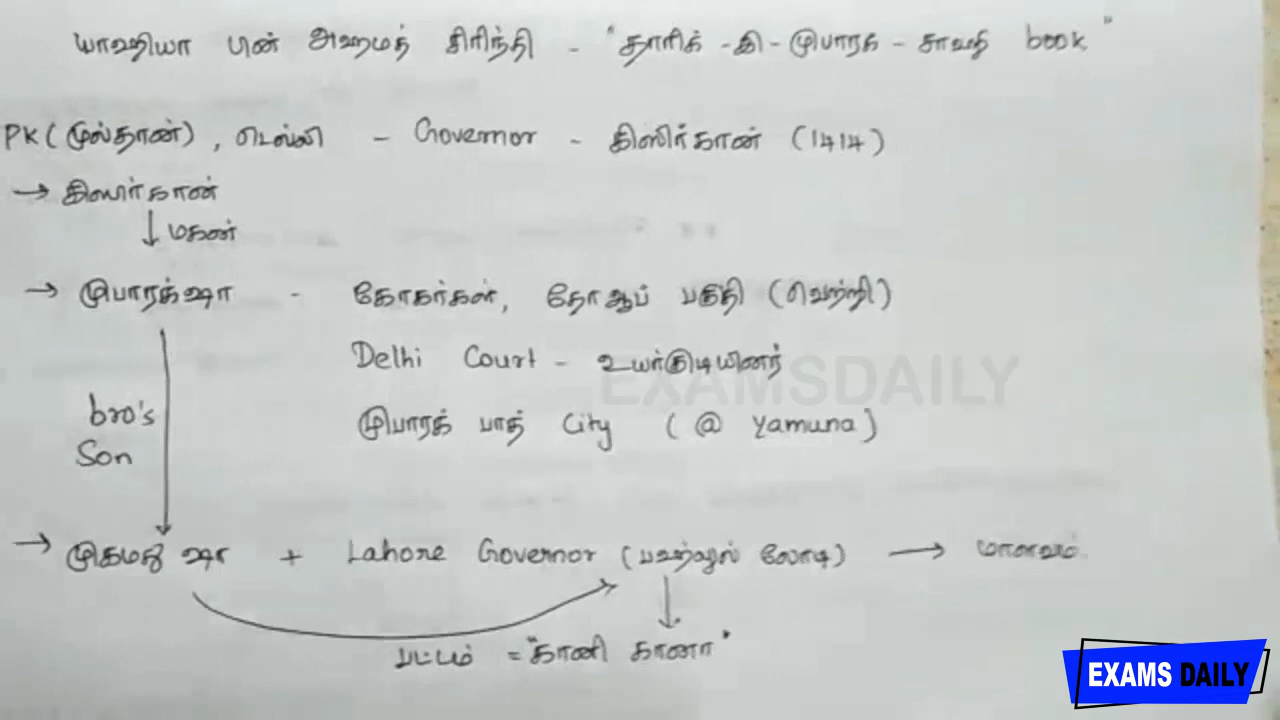 யாஹியா பின் அஹமத் சிரிந்தி - "தாரிக் -இ -முபாரக - சாஹி book"
PK (முல்தான்) , டெல்லி - Governor - கிஸிர்கான் (1414)
→ கிஸிர்கான்
↓ மகன்
→ முபாரக்ஷா - கோகர்கள், தோஆப் பகுதி (வெற்றி)
Delhi Court - உயர்குடியினர்
EXAMSDAILY
bro's
முபாரக் பாத் City ( @ Yamuna )
Son
→ முகமது ஷா + Lahore Governor (பஹ்லுல் லோடி) → மாளவம்
பட்டம் = "கானி கானா"
EXAMS DAILY